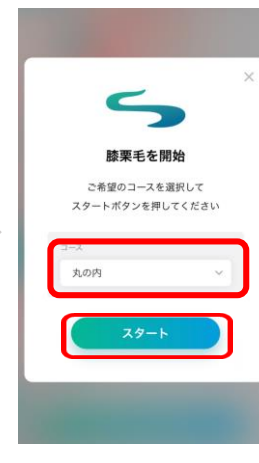 膝栗毛を開始
ご希望のコースを選択して
スタートボタンを押してください
コース
丸の内
スタート